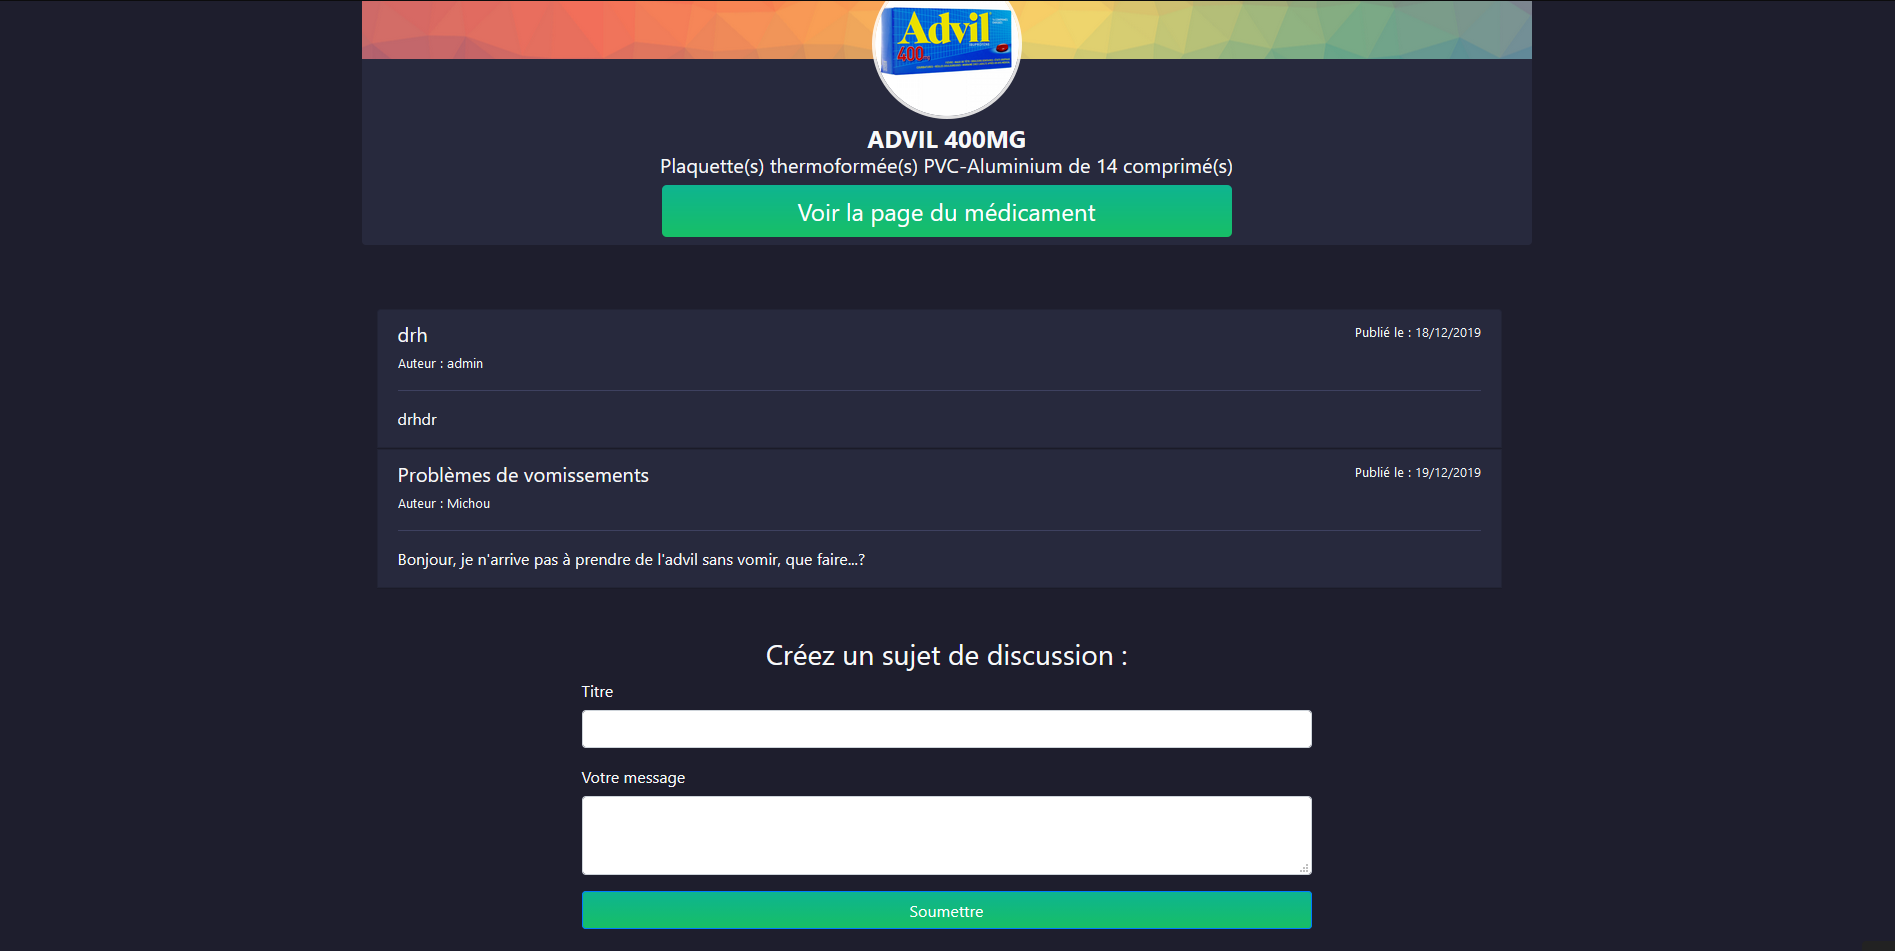 Advil
400
ADVIL 400MG
Plaquette(s) thermoformée(s) PVC-Aluminium de 14 comprimé(s)
Voir la page du médicament
drh
Publié le : 18/12/2019
Auteur : admin
drhdr
Problèmes de vomissements
Publié le : 19/12/2019
Auteur : Michou
Bonjour, je n'arrive pas à prendre de l'advil sans vomir, que faire...?
Créez un sujet de discussion :
Titre
Votre message
Soumettre